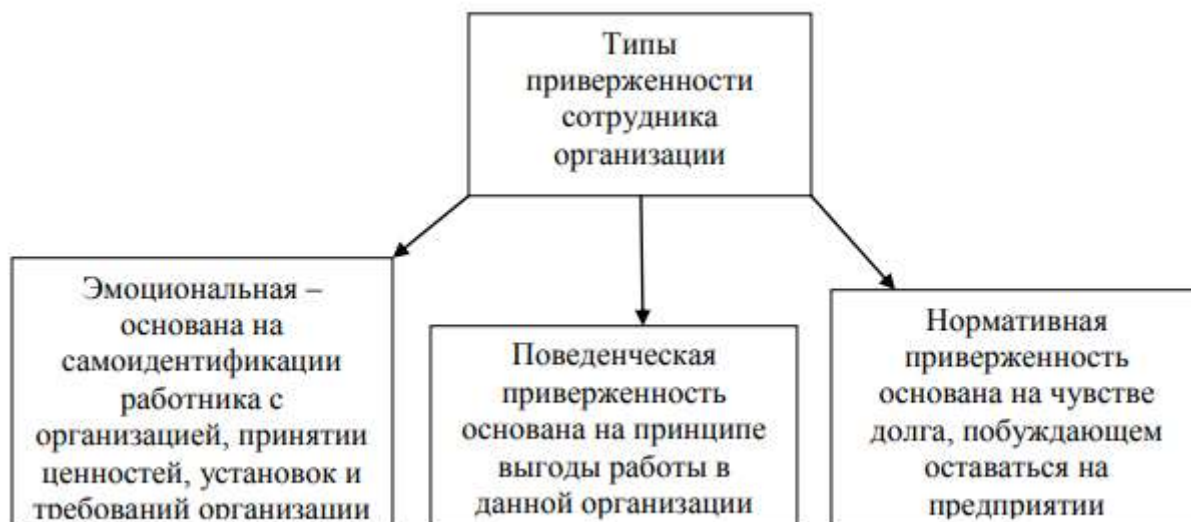 Типы
приверженности
сотрудника
организации
Эмоциональная –
основана на
самоидентификации
работника с
организацией, принятии
ценностей, установок и
требований организации
Поведенческая
приверженность
основана на принципе
выгоды работы в
данной организации
Нормативная
приверженность
основана на чувстве
долга, побуждающем
оставаться на
предприятии